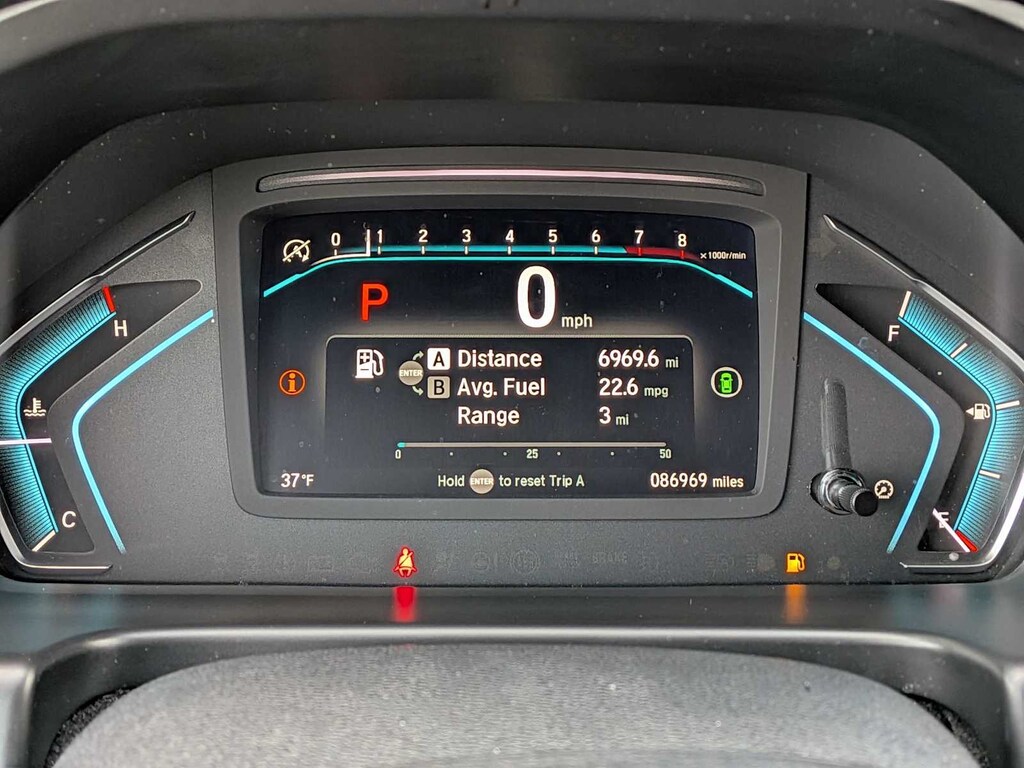 0 1 2 3 4 5 6 7 8 ×1000r/min
P 0 mph
H
F
ENTER A Distance 6969.6 mi
B Avg. Fuel 22.6 mpg
Range 3 mi
0 25 50
37°F Hold ENTER to reset Trip A 086969 miles
C
E
BRAKE